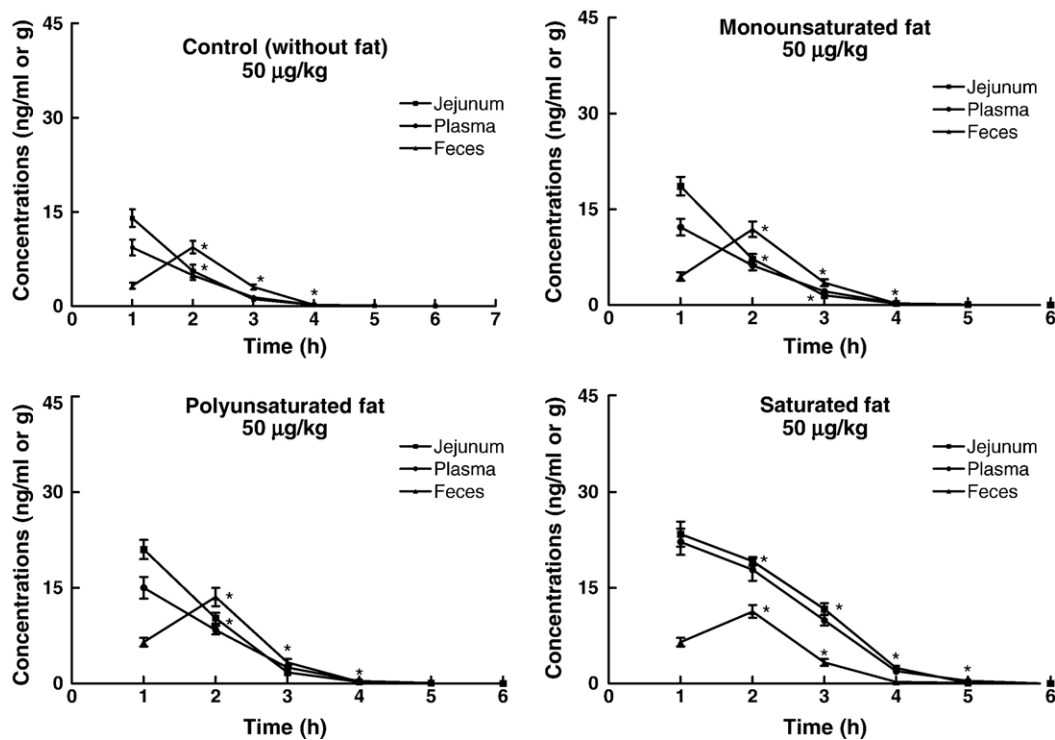 Control (without fat)
50 μg/kg
Jejunum
Plasma
Feces
Concentrations (ng/ml or g)
45
30
15
0
* * * *
0 1 2 3 4 5 6 7
Time (h)
Monounsaturated fat
50 μg/kg
Jejunum
Plasma
Feces
Concentrations (ng/ml or g)
45
30
15
0
* * * * *
0 1 2 3 4 5 6
Time (h)
Polyunsaturated fat
50 μg/kg
Jejunum
Plasma
Feces
Concentrations (ng/ml or g)
45
30
15
0
* * * *
0 1 2 3 4 5 6
Time (h)
Saturated fat
50 μg/kg
Jejunum
Plasma
Feces
Concentrations (ng/ml or g)
45
30
15
0
* * * * * *
0 1 2 3 4 5 6
Time (h)